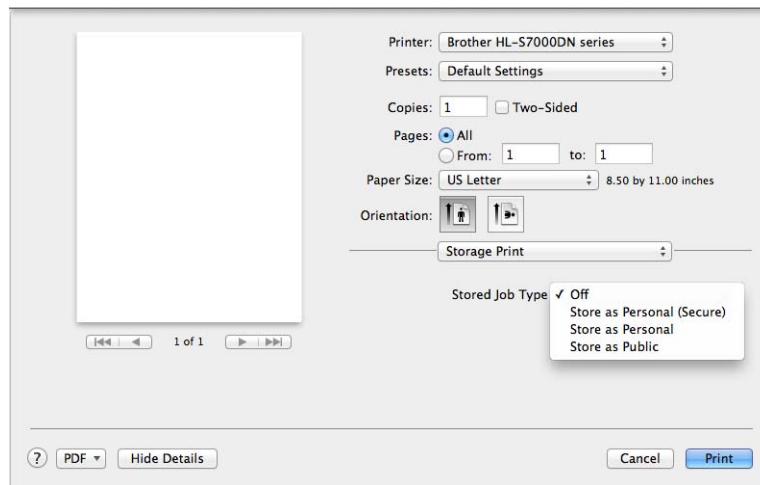 Printer: Brother HL-S7000DN series
Presets: Default Settings
Copies: 1 Two-Sided
Pages: All
From: 1 to: 1
Paper Size: US Letter 8.50 by 11.00 inches
Orientation:
Storage Print
Stored Job Type ✓ Off
Store as Personal (Secure)
Store as Personal
Store as Public
1 of 1
? PDF Hide Details Cancel Print